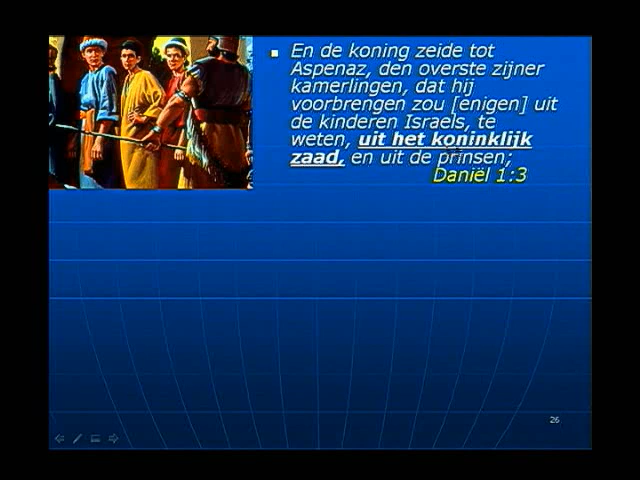 En de koning zeide tot
Aspenaz, den overste zijner
kamerlingen, dat hij
voorbrengen zou [enigen] uit
de kinderen Israels, te
weten, uit het koninklijk
zaad, en uit de prinsen;
Daniël 1:3
26